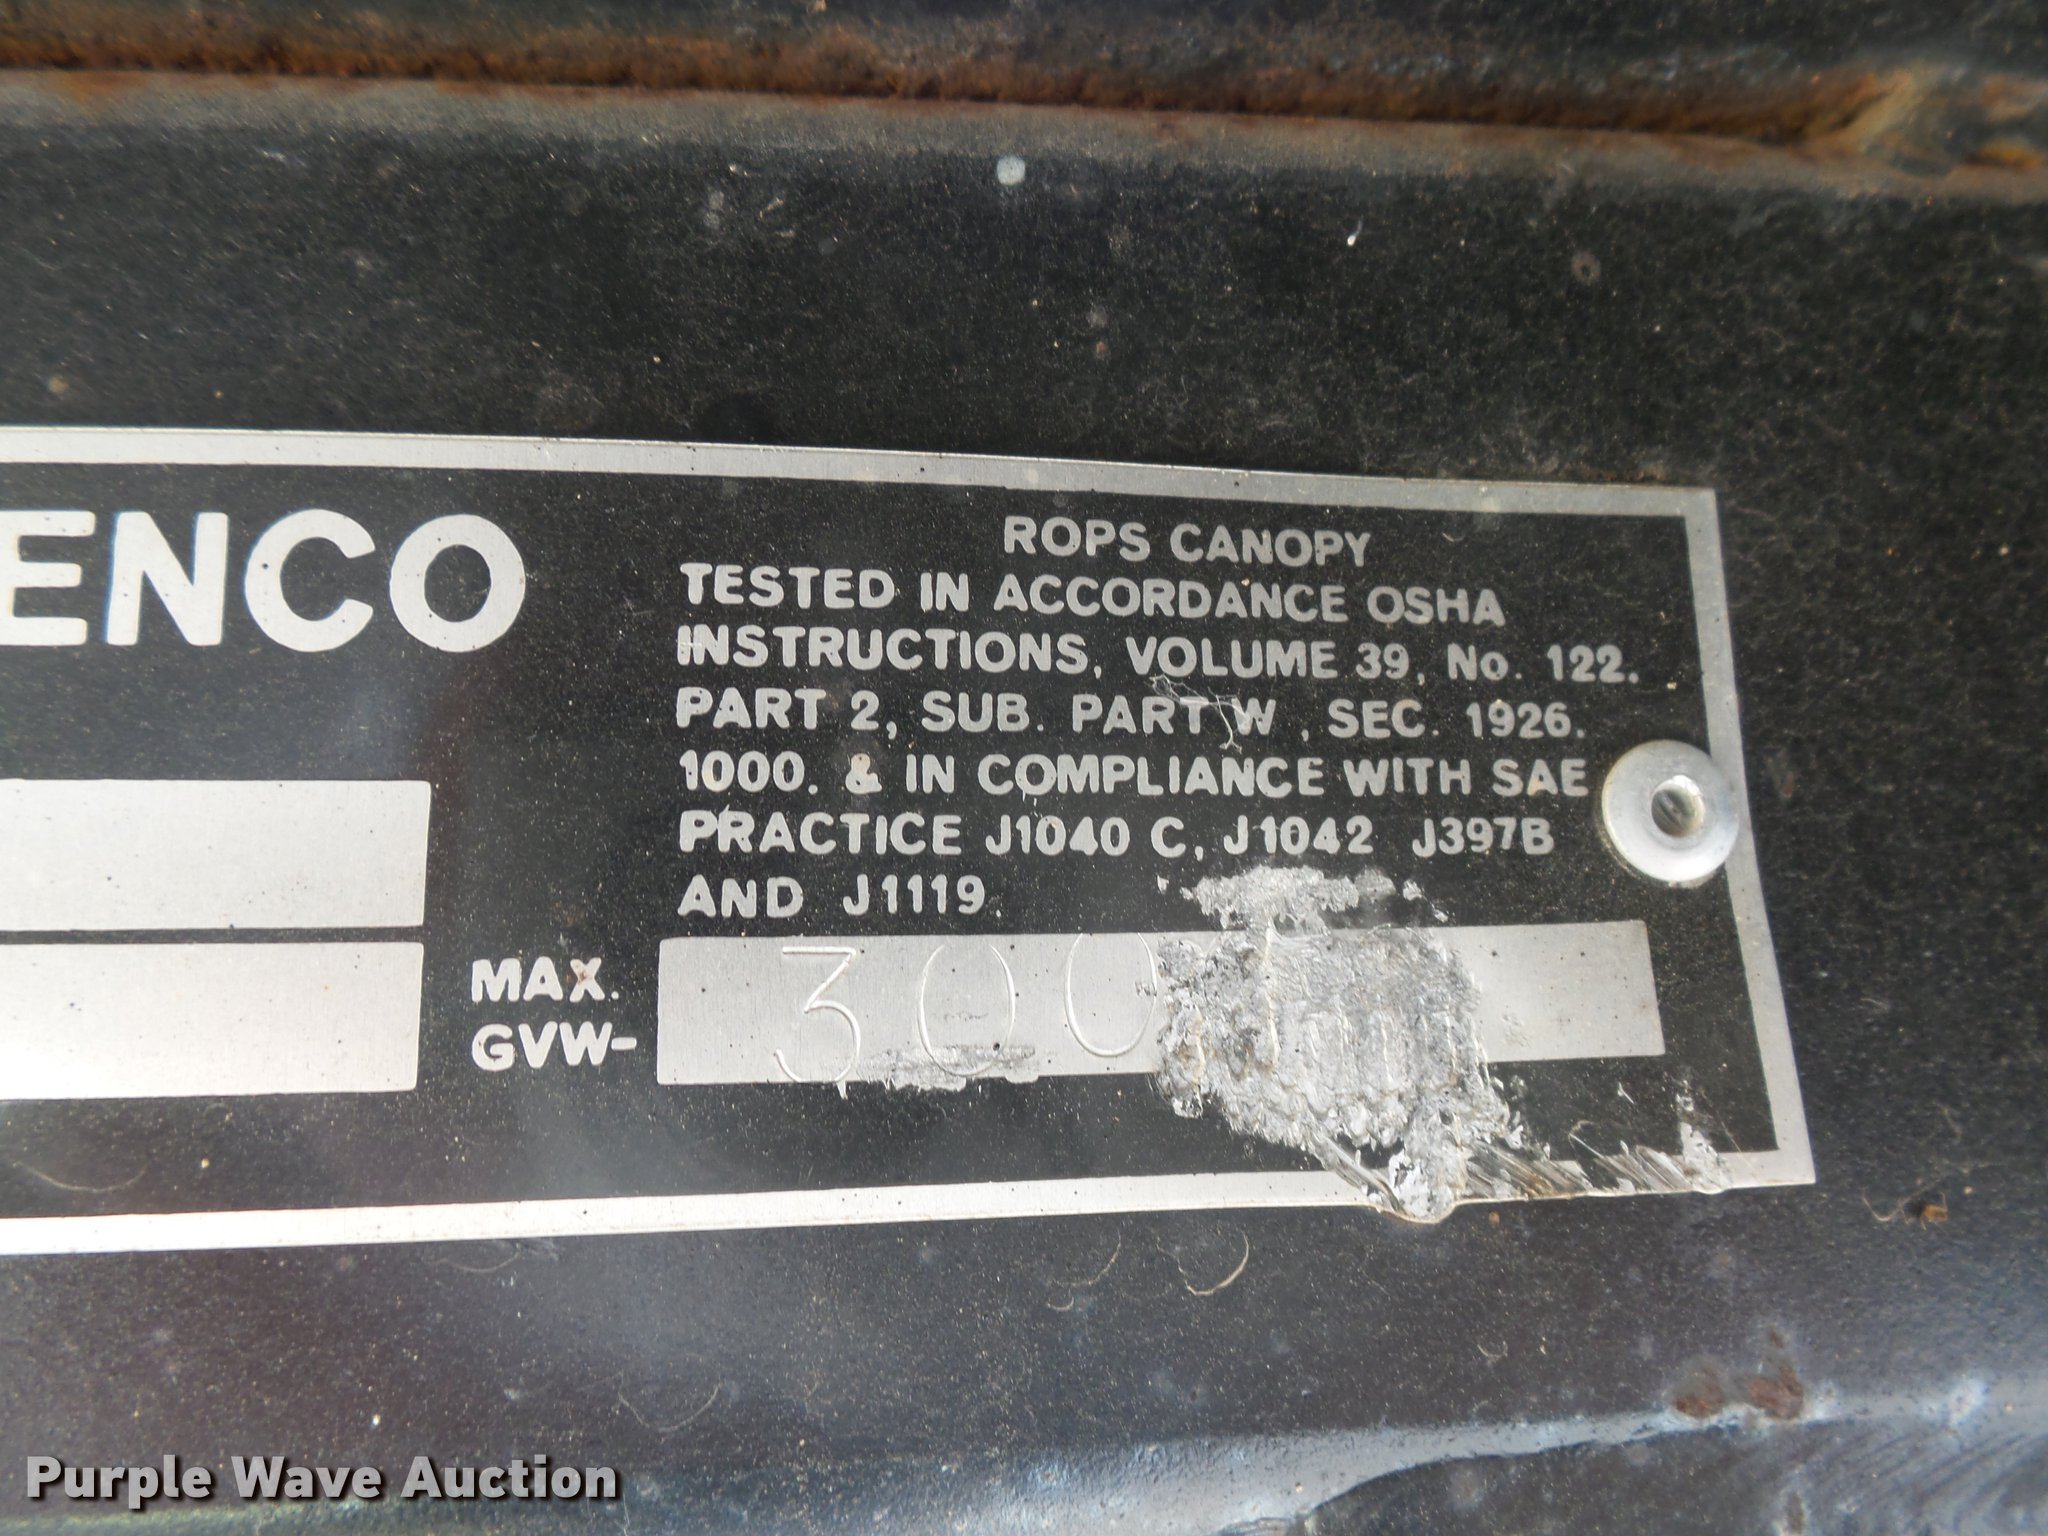 ENCO
ROPS CANOPY
TESTED IN ACCORDANCE OSHA
INSTRUCTIONS, VOLUME 39, No. 122.
PART 2, SUB. PART W, SEC. 1926.
1000. & IN COMPLIANCE WITH SAE
PRACTICE J1040 C, J1042 J397B
AND J1119.
MAX.
GVW- 300
Purple Wave Auction